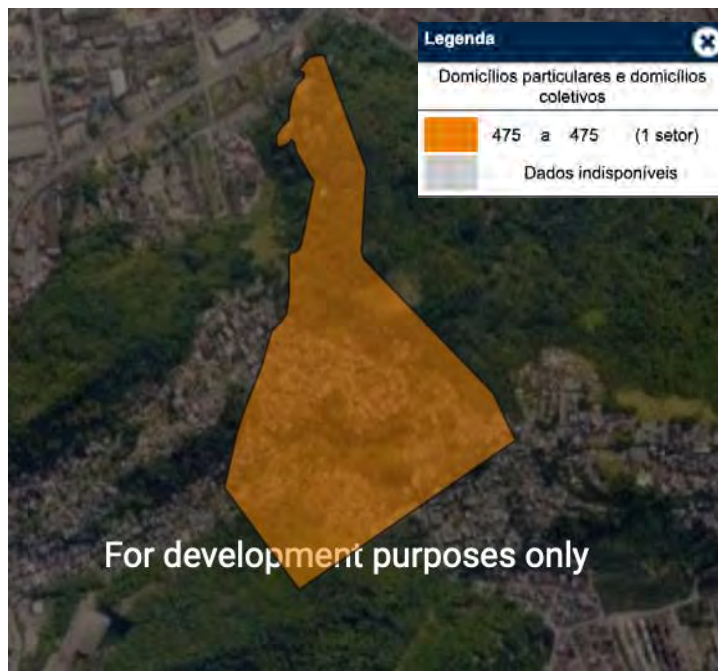 Legenda
Domicílios particulares e domicílios
coletivos
475 a 475 (1 setor)
Dados indisponíveis
For development purposes only